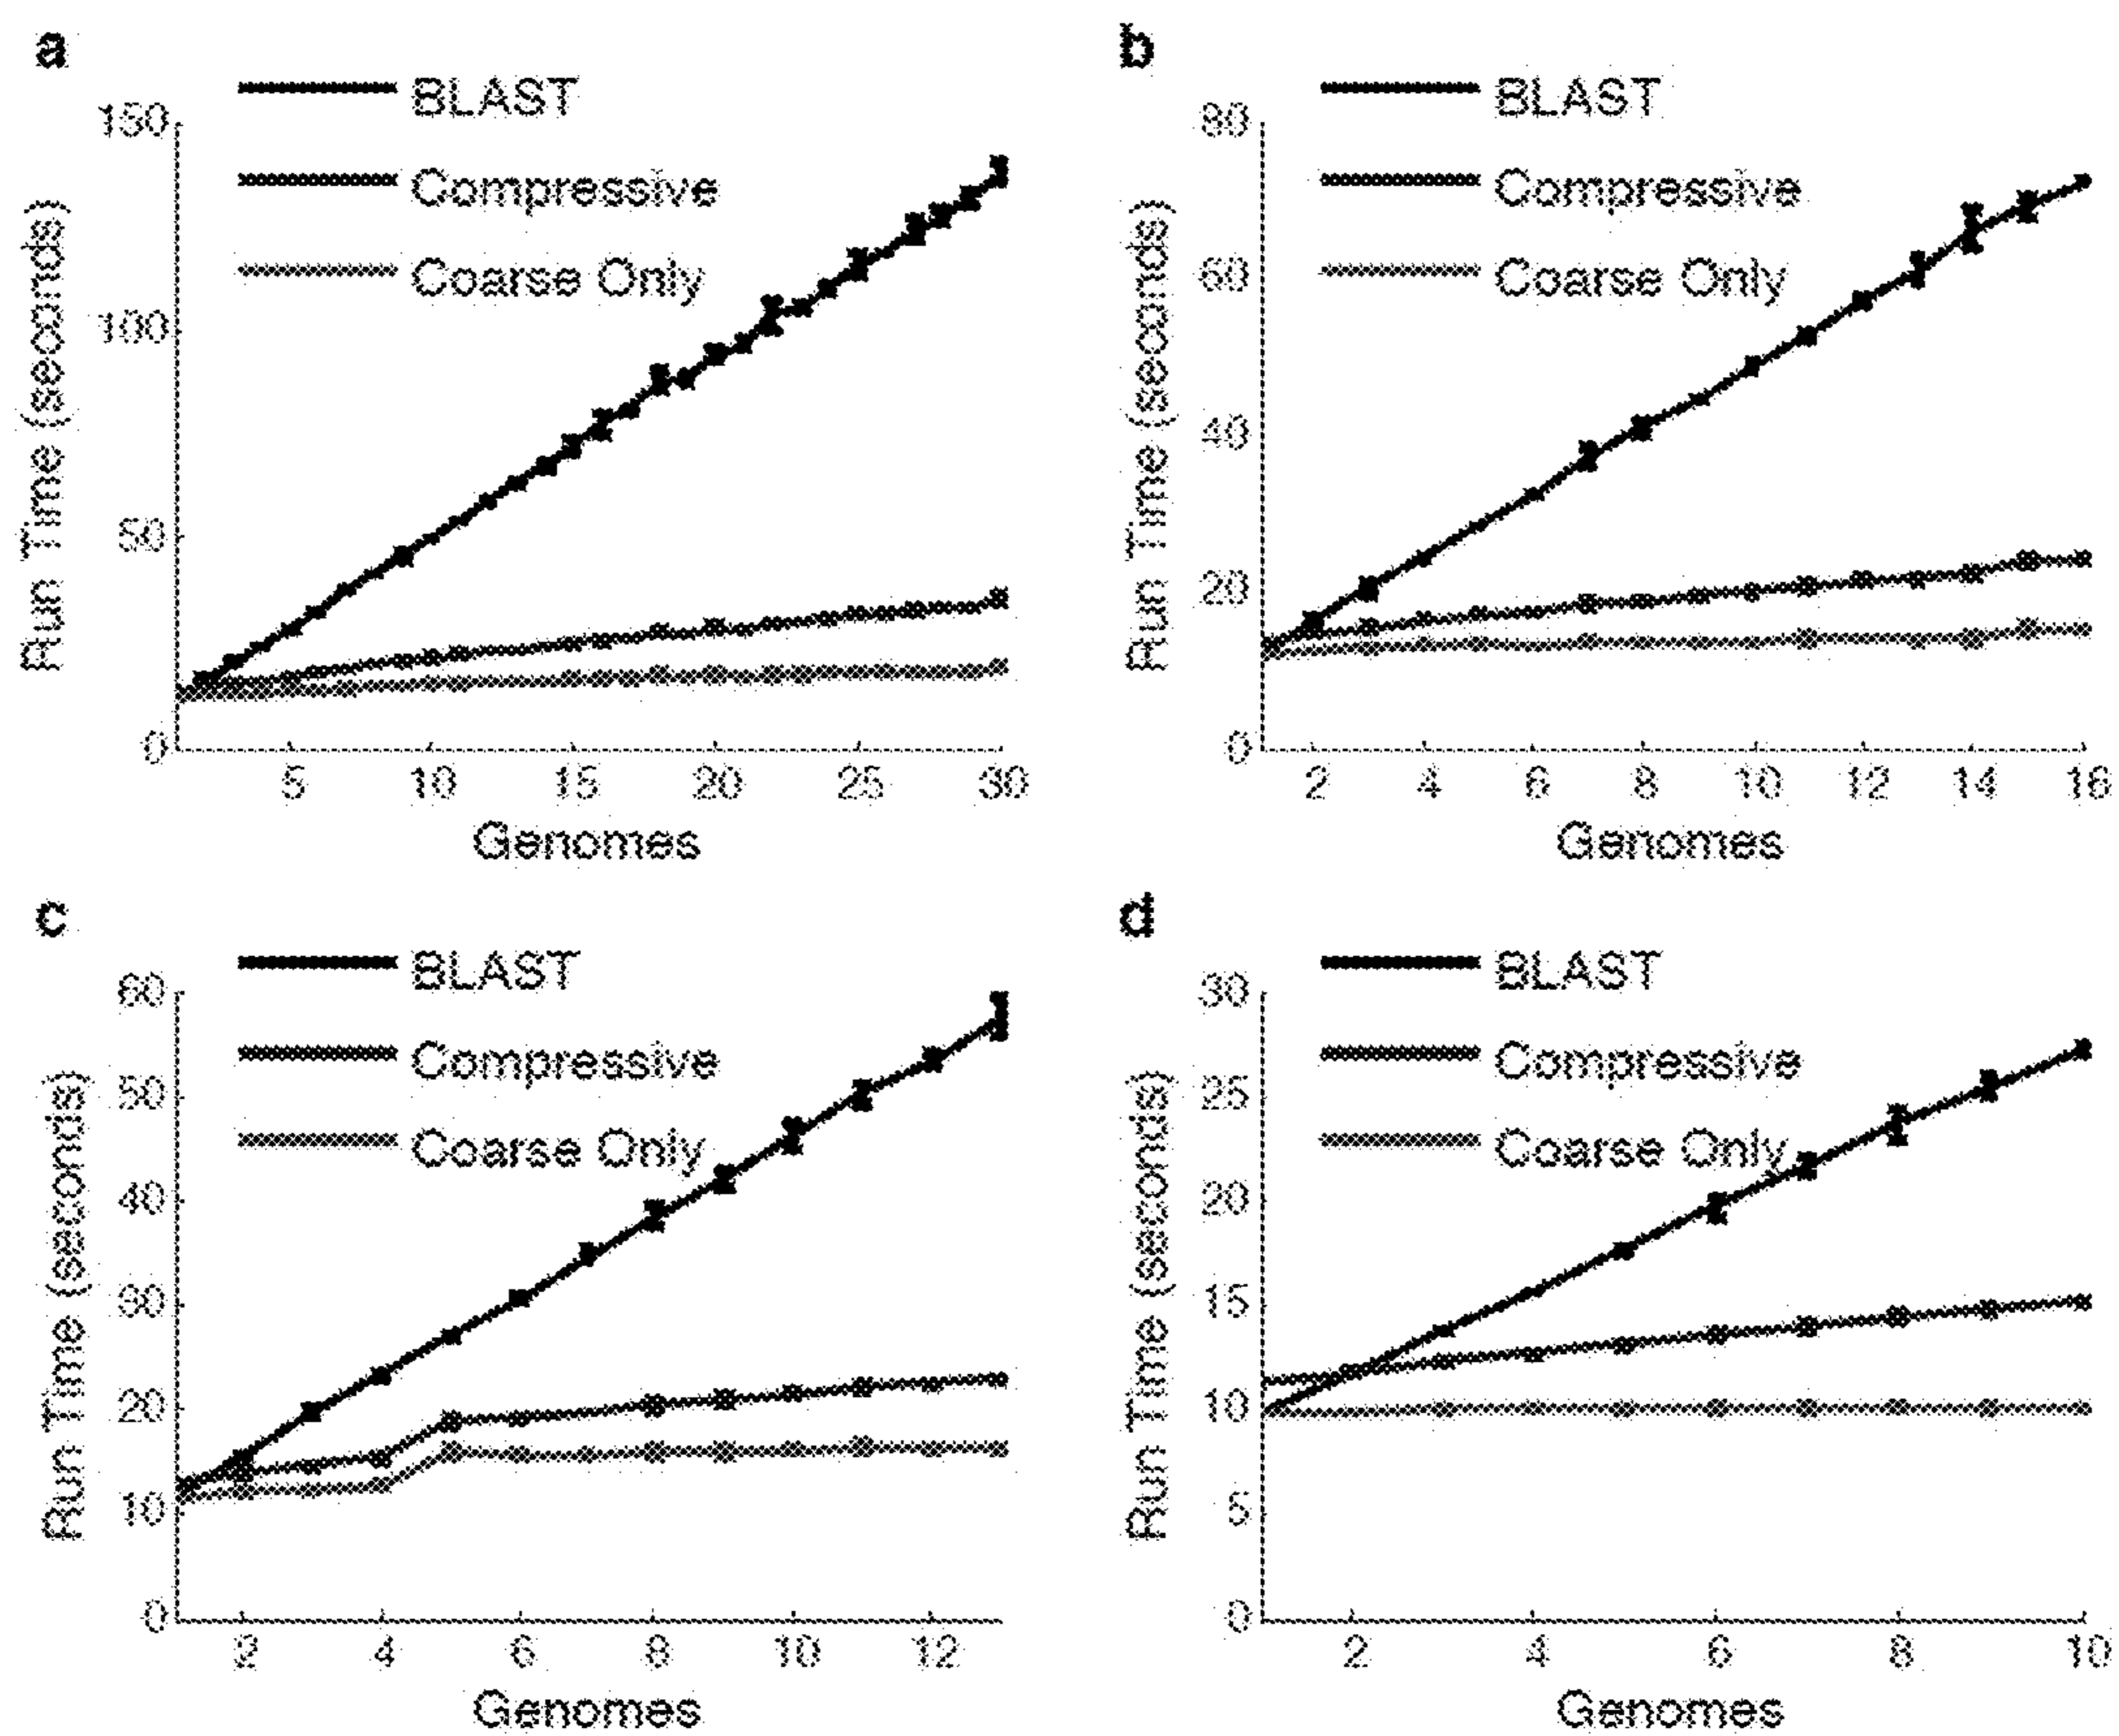 a
BLAST
Compressive
Coarse Only
150
100
50
0
Run Time (seconds)
5 10 15 20 25 30
Genomes
b
BLAST
Compressive
Coarse Only
80
60
40
20
0
Run Time (seconds)
2 4 6 8 10 12 14 16
Genomes
c
BLAST
Compressive
Coarse Only
60
50
40
30
20
10
0
Run Time (seconds)
2 4 6 8 10 12
Genomes
d
BLAST
Compressive
Coarse Only
30
25
20
15
10
5
0
Run Time (seconds)
2 4 6 8 10
Genomes